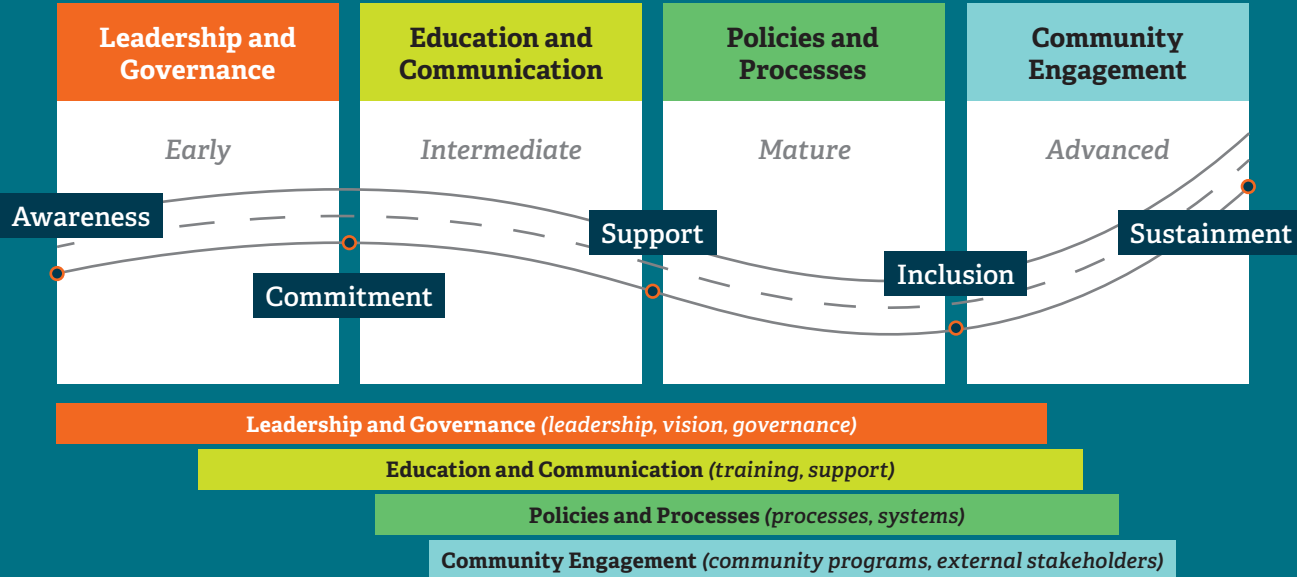 Leadership and
Governance
Education and
Communication
Policies and
Processes
Community
Engagement
Early
Intermediate
Mature
Advanced
Awareness
Commitment
Support
Inclusion
Sustainment
Leadership and Governance (leadership, vision, governance)
Education and Communication (training, support)
Policies and Processes (processes, systems)
Community Engagement (community programs, external stakeholders)